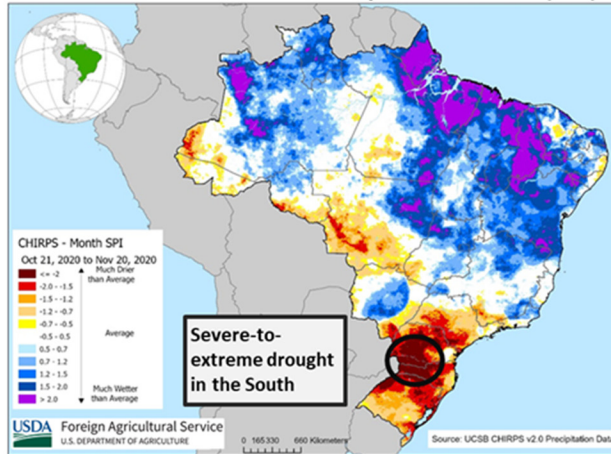 CHIRPS - Month SPI
Oct 21, 2020 to Nov 20, 2020
<= -2
-2.0 - -1.5
-1.5 - -1.2
-1.2 - -0.7
-0.7 - -0.5
-0.5 - 0.5
0.5 - 0.7
0.7 - 1.2
1.2 - 1.5
1.5 - 2.0
> 2.0
Much Drier
than Average
Average
Much Wetter
than Average
Severe-to-
extreme drought
in the South
USDA
Foreign Agricultural Service
U.S. DEPARTMENT OF AGRICULTURE
0 165 330 660 Kilometers
Source: UCSB CHIRPS v2.0 Precipitation Data